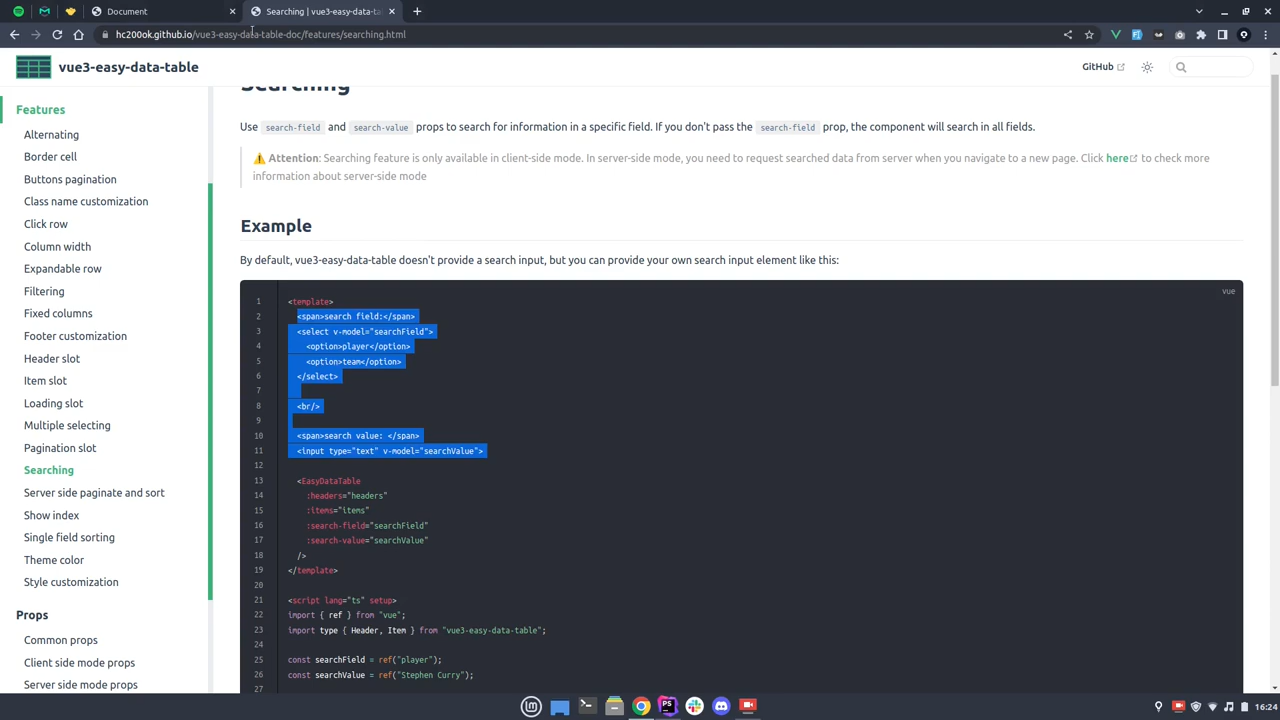 Document
Searching | vue3-easy-data-ta
hc200ok.github.io/vue3-easy-data-table-doc/features/searching.html
vue3-easy-data-table
GitHub
Features
Alternating
Border cell
Buttons pagination
Class name customization
Click row
Column width
Expandable row
Filtering
Fixed columns
Footer customization
Header slot
Item slot
Loading slot
Multiple selecting
Pagination slot
Searching
Server side paginate and sort
Show index
Single field sorting
Theme color
Style customization
Props
Common props
Client side mode props
Server side mode props
Searching
Use search-field and search-value props to search for information in a specific field. If you don't pass the search-field prop, the component will search in all fields.
⚠️ Attention: Searching feature is only available in client-side mode. In server-side mode, you need to request searched data from server when you navigate to a new page. Click here to check more
information about server-side mode
Example
By default, vue3-easy-data-table doesn't provide a search input, but you can provide your own search input element like this:
vue
1 <template>
2 <span>search field:</span>
3 <select v-model="searchField">
4 <option>player</option>
5 <option>team</option>
6 </select>
7
8 <br/>
9
10 <span>search value: </span>
11 <input type="text" v-model="searchValue">
12
13 <EasyDataTable
14 :headers="headers"
15 :items="items"
16 :search-field="searchField"
17 :search-value="searchValue"
18 />
19 </template>
20
21 <script lang="ts" setup>
22 import { ref } from "vue";
23 import type { Header, Item } from "vue3-easy-data-table";
24
25 const searchField = ref("player");
26 const searchValue = ref("Stephen Curry");
27
16:24